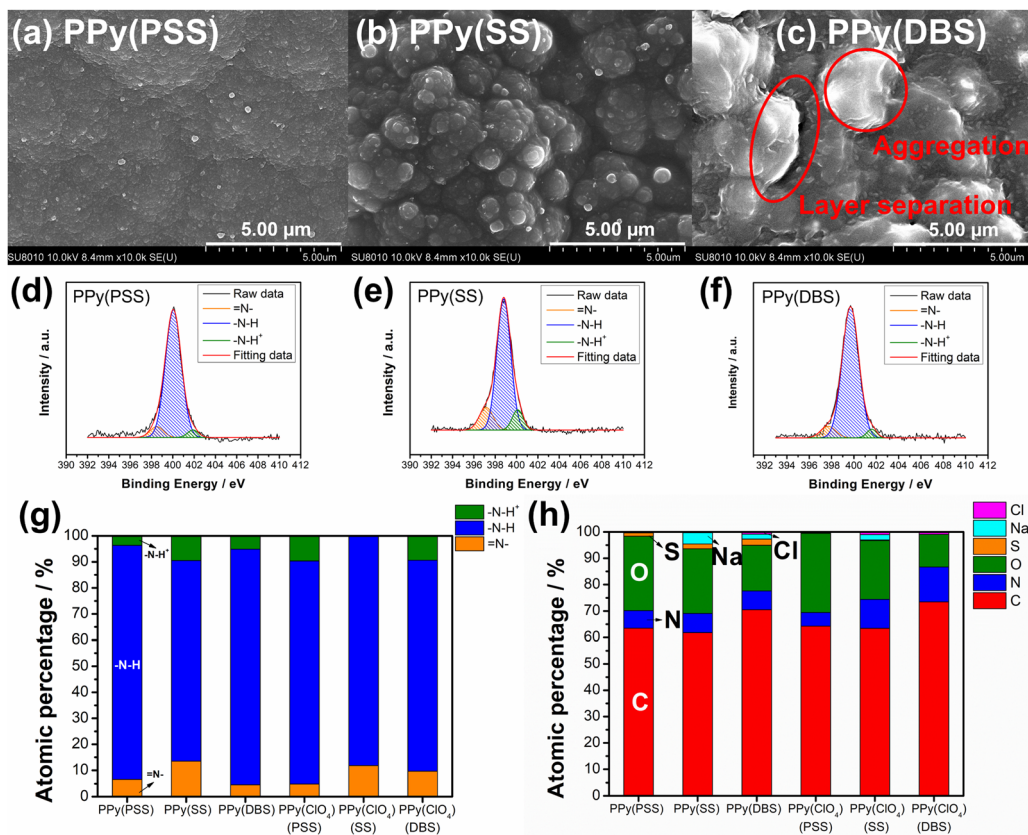 (a) PPy(PSS)
5.00 µm
SU8010 10.0kV 8.4mm x10.0k SE(U)
5.00um
(b) PPy(SS)
5.00 µm
SU8010 10.0kV 8.4mm x10.0k SE(U)
5.00um
(c) PPy(DBS)
Aggregation
Layer separation
5.00 µm
SU8010 10.0kV 8.4mm x10.0k SE(U)
5.00um
(d)
PPy(PSS)
Raw data
=N-
-N-H
-N-H⁺
Fitting data
Intensity / a.u.
390 392 394 396 398 400 402 404 406 408 410 412
Binding Energy / eV
(e)
PPy(SS)
Raw data
=N-
-N-H
-N-H⁺
Fitting data
Intensity / a.u.
390 392 394 396 398 400 402 404 406 408 410 412
Binding Energy / eV
(f)
PPy(DBS)
Raw data
=N-
-N-H
-N-H⁺
Fitting data
Intensity / a.u.
392 394 396 398 400 402 404 406 408 410 412
Binding Energy / eV
(g)
-N-H⁺
-N-H
=N-
Atomic percentage / %
100
90
80
70
60
50
40
30
20
10
0
-N-H⁺
-N-H
=N-
PPy(PSS)
PPy(SS)
PPy(DBS)
PPy(ClO₄)
(PSS)
PPy(ClO₄)
(SS)
PPy(ClO₄)
(DBS)
(h)
Cl
Na
S
O
N
C
Atomic percentage / %
100
90
80
70
60
50
40
30
20
10
0
S
Na
Cl
O
N
C
PPy(PSS)
PPy(SS)
PPy(DBS)
PPy(ClO₄)
(PSS)
PPy(ClO₄)
(SS)
PPy(ClO₄)
(DBS)